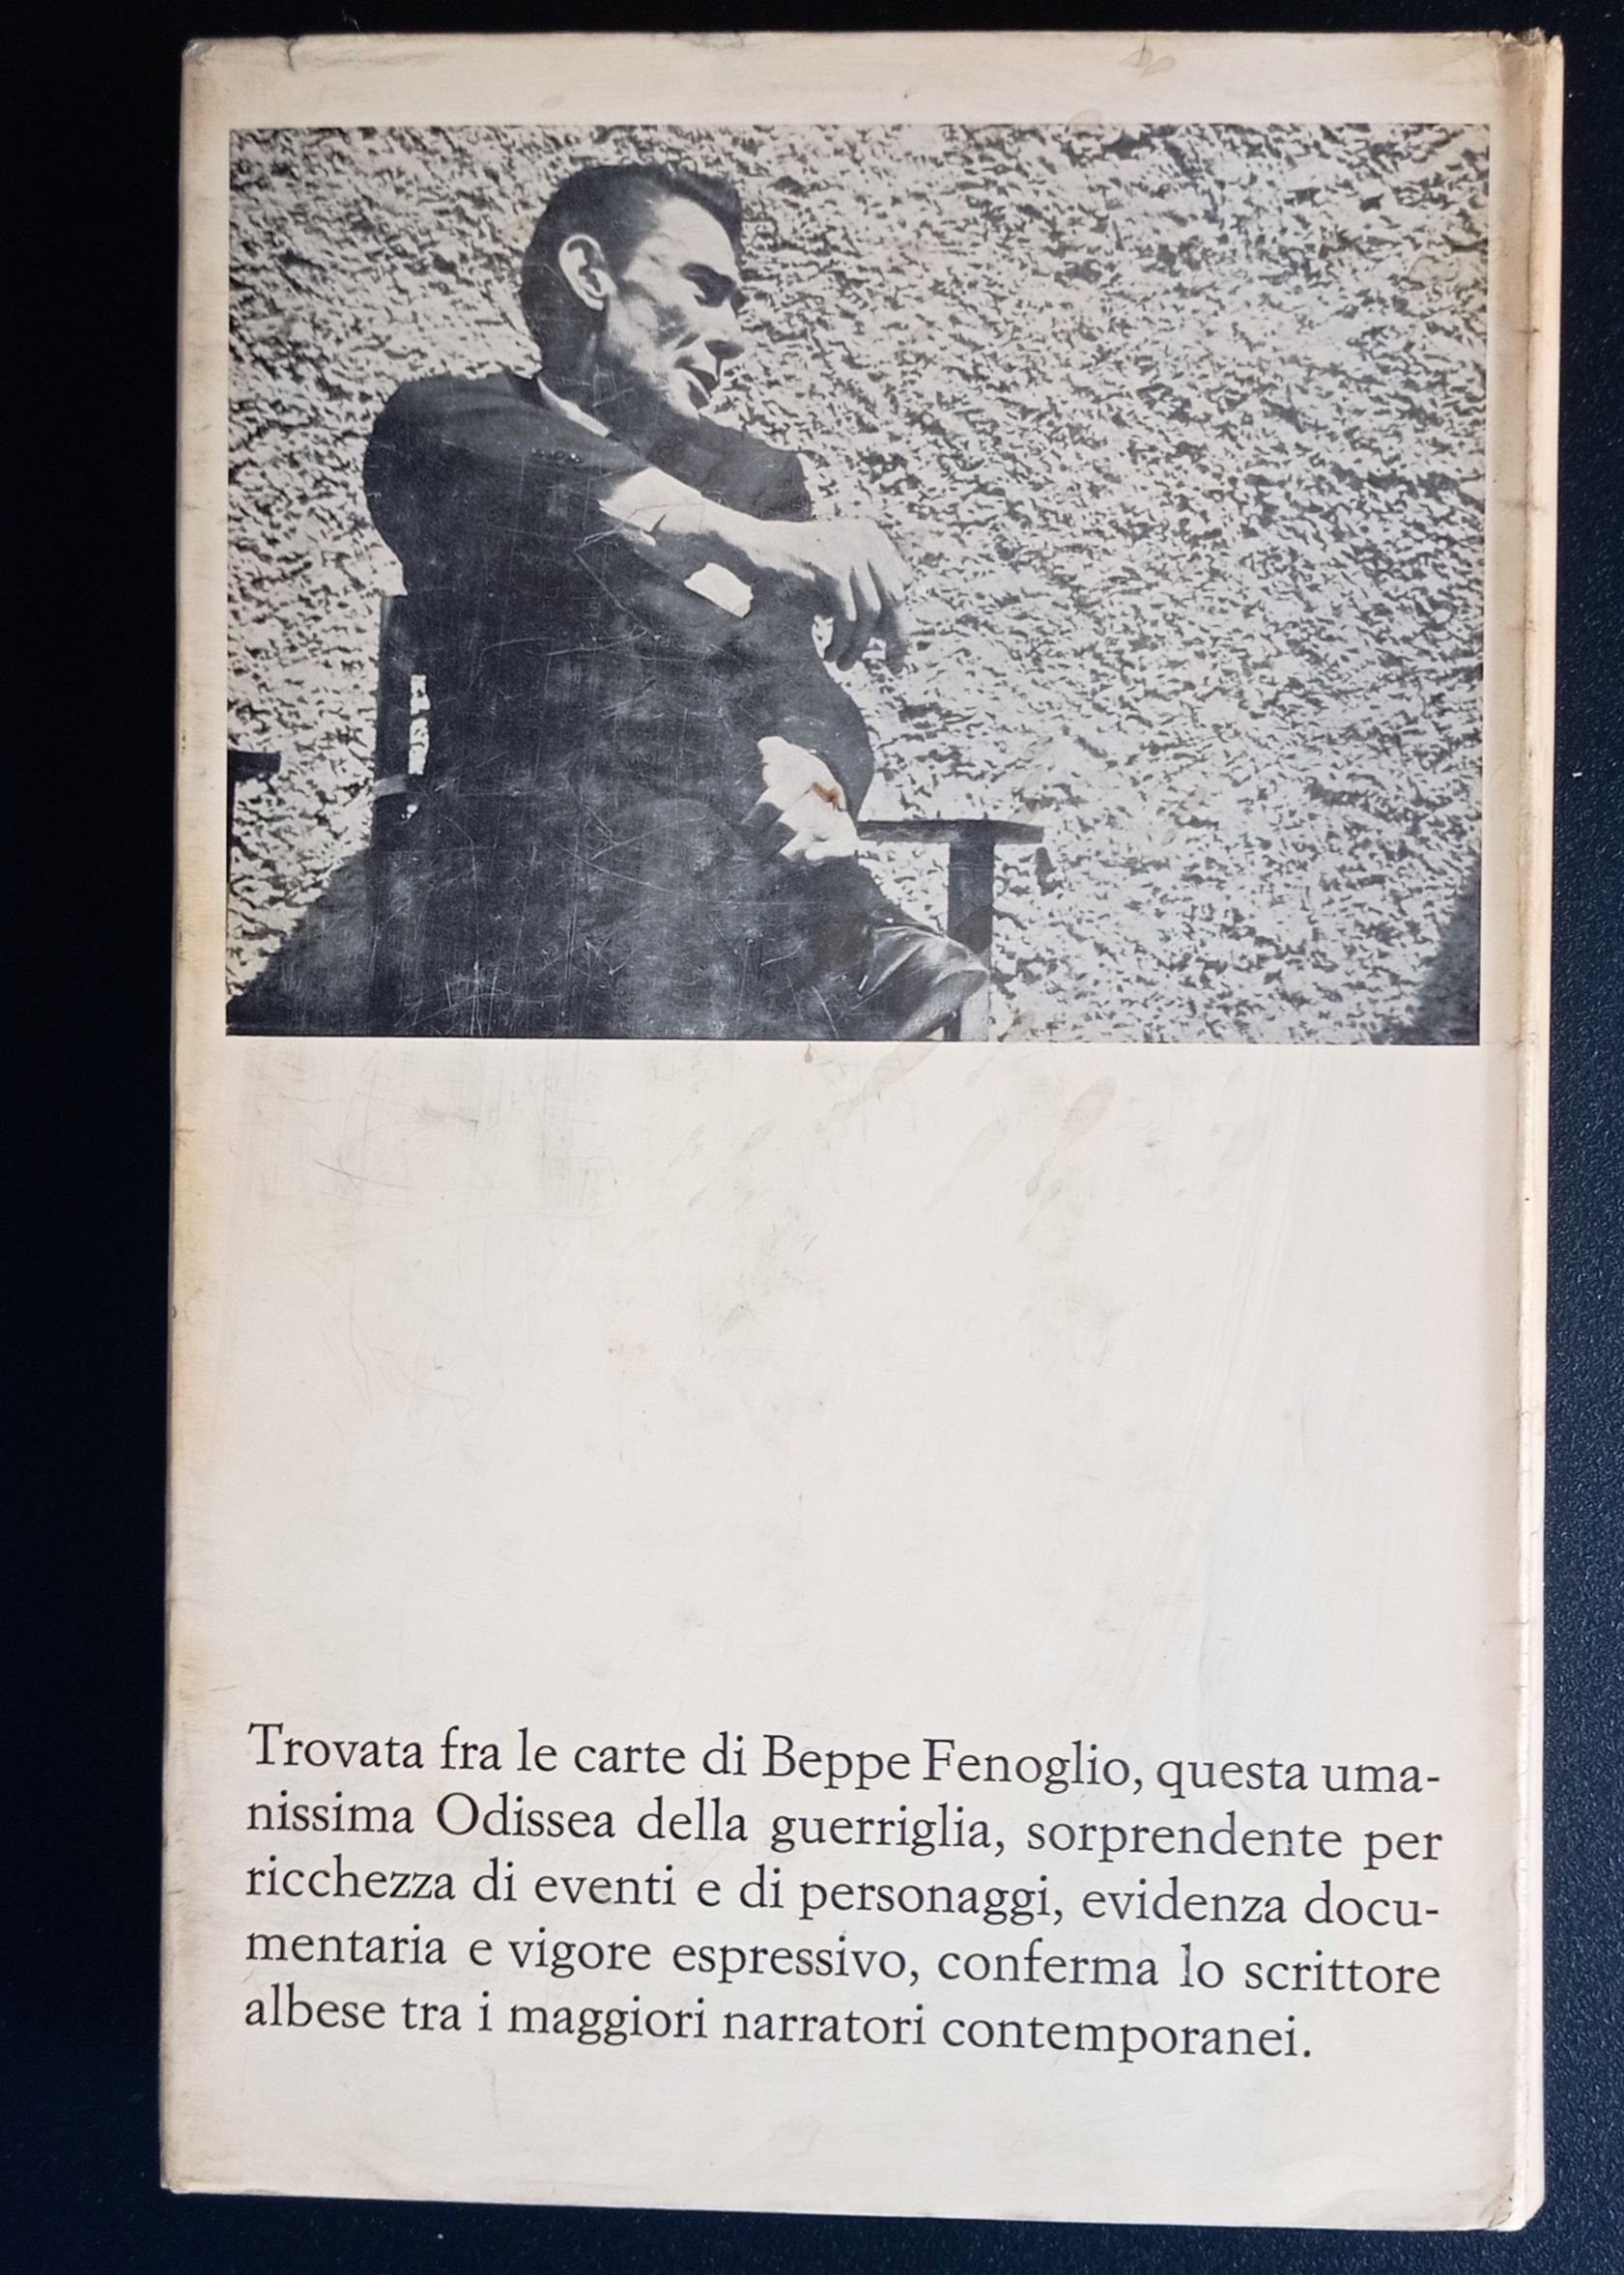 Trovata fra le carte di Beppe Fenoglio, questa uma-
nissima Odissea della guerriglia, sorprendente per
ricchezza di eventi e di personaggi, evidenza docu-
mentaria e vigore espressivo, conferma lo scrittore
albese tra i maggiori narratori contemporanei.